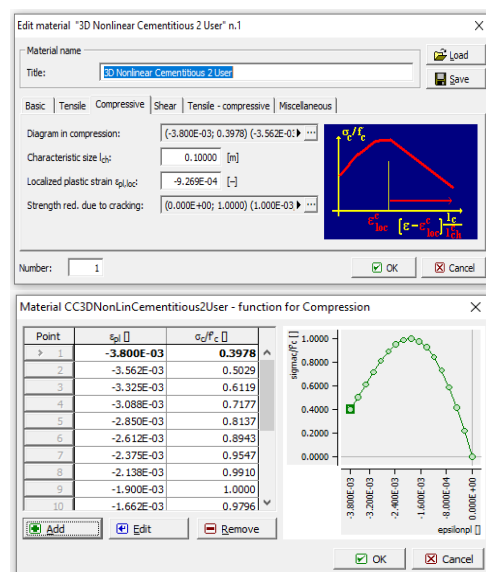 Edit material "3D Nonlinear Cementitious 2 User" n.1
Material name
Title: 3D Nonlinear Cementitious 2 User
Load
Save
Basic Tensile Compressive Shear Tensile - compressive Miscellaneous
Diagram in compression: (-3.800E-03; 0.3978) (-3.562E-0: ...
Characteristic size lch: 0.10000 [m]
Localized plastic strain εpl,loc: -9.269E-04 [-]
Strength red. due to cracking: (0.000E+00; 1.0000) (1.000E-03 ...
σc/fc
εcloc [ε-εcloc] lc/lcch
Number: 1
OK Cancel
Material CC3DNonLinCementitious2User - function for Compression
Point εpl [] σc/f'c []
1 -3.800E-03 0.3978
2 -3.562E-03 0.5029
3 -3.325E-03 0.6119
4 -3.088E-03 0.7177
5 -2.850E-03 0.8137
6 -2.612E-03 0.8943
7 -2.375E-03 0.9547
8 -2.138E-03 0.9910
9 -1.900E-03 1.0000
10 -1.662E-03 0.9796
Add Edit Remove
sigmac/f'c []
1.0000
0.8000
0.6000
0.4000
0.2000
0.0000
-3.800E-03
-3.200E-03
-2.400E-03
-1.600E-03
-8.000E-04
0.000E+00
epsilonpl []
OK Cancel